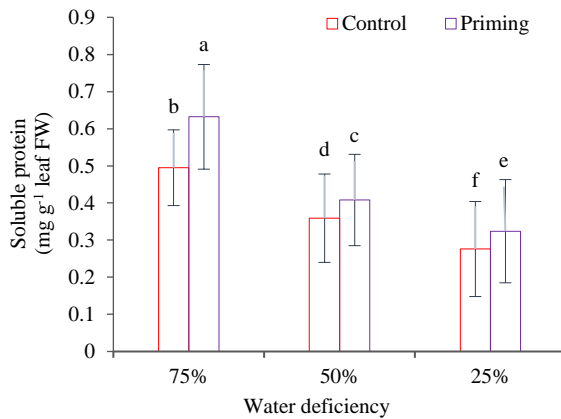 0.9
0.8
0.7
0.6
0.5
0.4
0.3
0.2
0.1
0
Soluble protein
(mg g-1 leaf FW)
Control Priming
b a d c f e
75% 50% 25%
Water deficiency